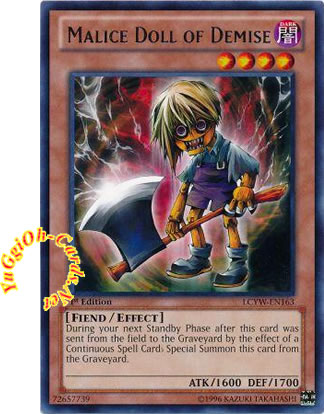 MALICE DOLL OF DEMISE
DARK
闇
YuGgiOh-Cards.Net
1st Edition
LCYW-EN163
[FIEND / EFFECT]
During your next Standby Phase after this card was
sent from the field to the Graveyard by the effect of a
Continuous Spell Card: Special Summon this card
from the Graveyard.
ATK/1600 DEF/1700
72657739
©1996 KAZUKI TAKAHASHI